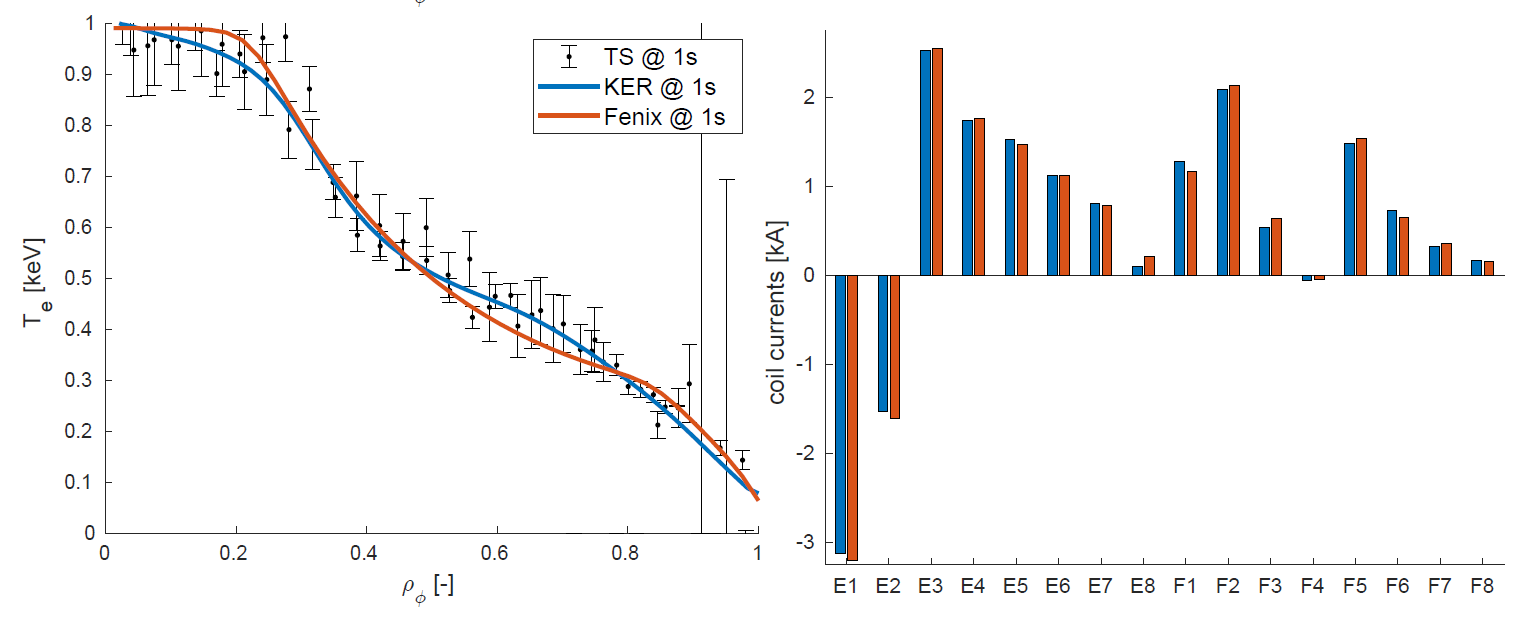 ϕ
1
0.9
0.8
0.7
0.6
0.5
0.4
0.3
0.2
0.1
0
T e [keV]
0 0.2 0.4 0.6 0.8 1
ρ ϕ [-]
TS @ 1s
KER @ 1s
Fenix @ 1s
2
1
0
-1
-2
-3
coil currents [kA]
E1 E2 E3 E4 E5 E6 E7 E8 F1 F2 F3 F4 F5 F6 F7 F8